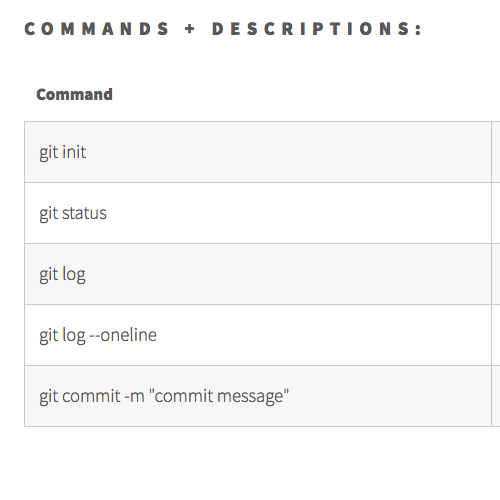 COMMANDS + DESCRIPTIONS:
Command
git init
git status
git log
git log --oneline
git commit -m "commit message"